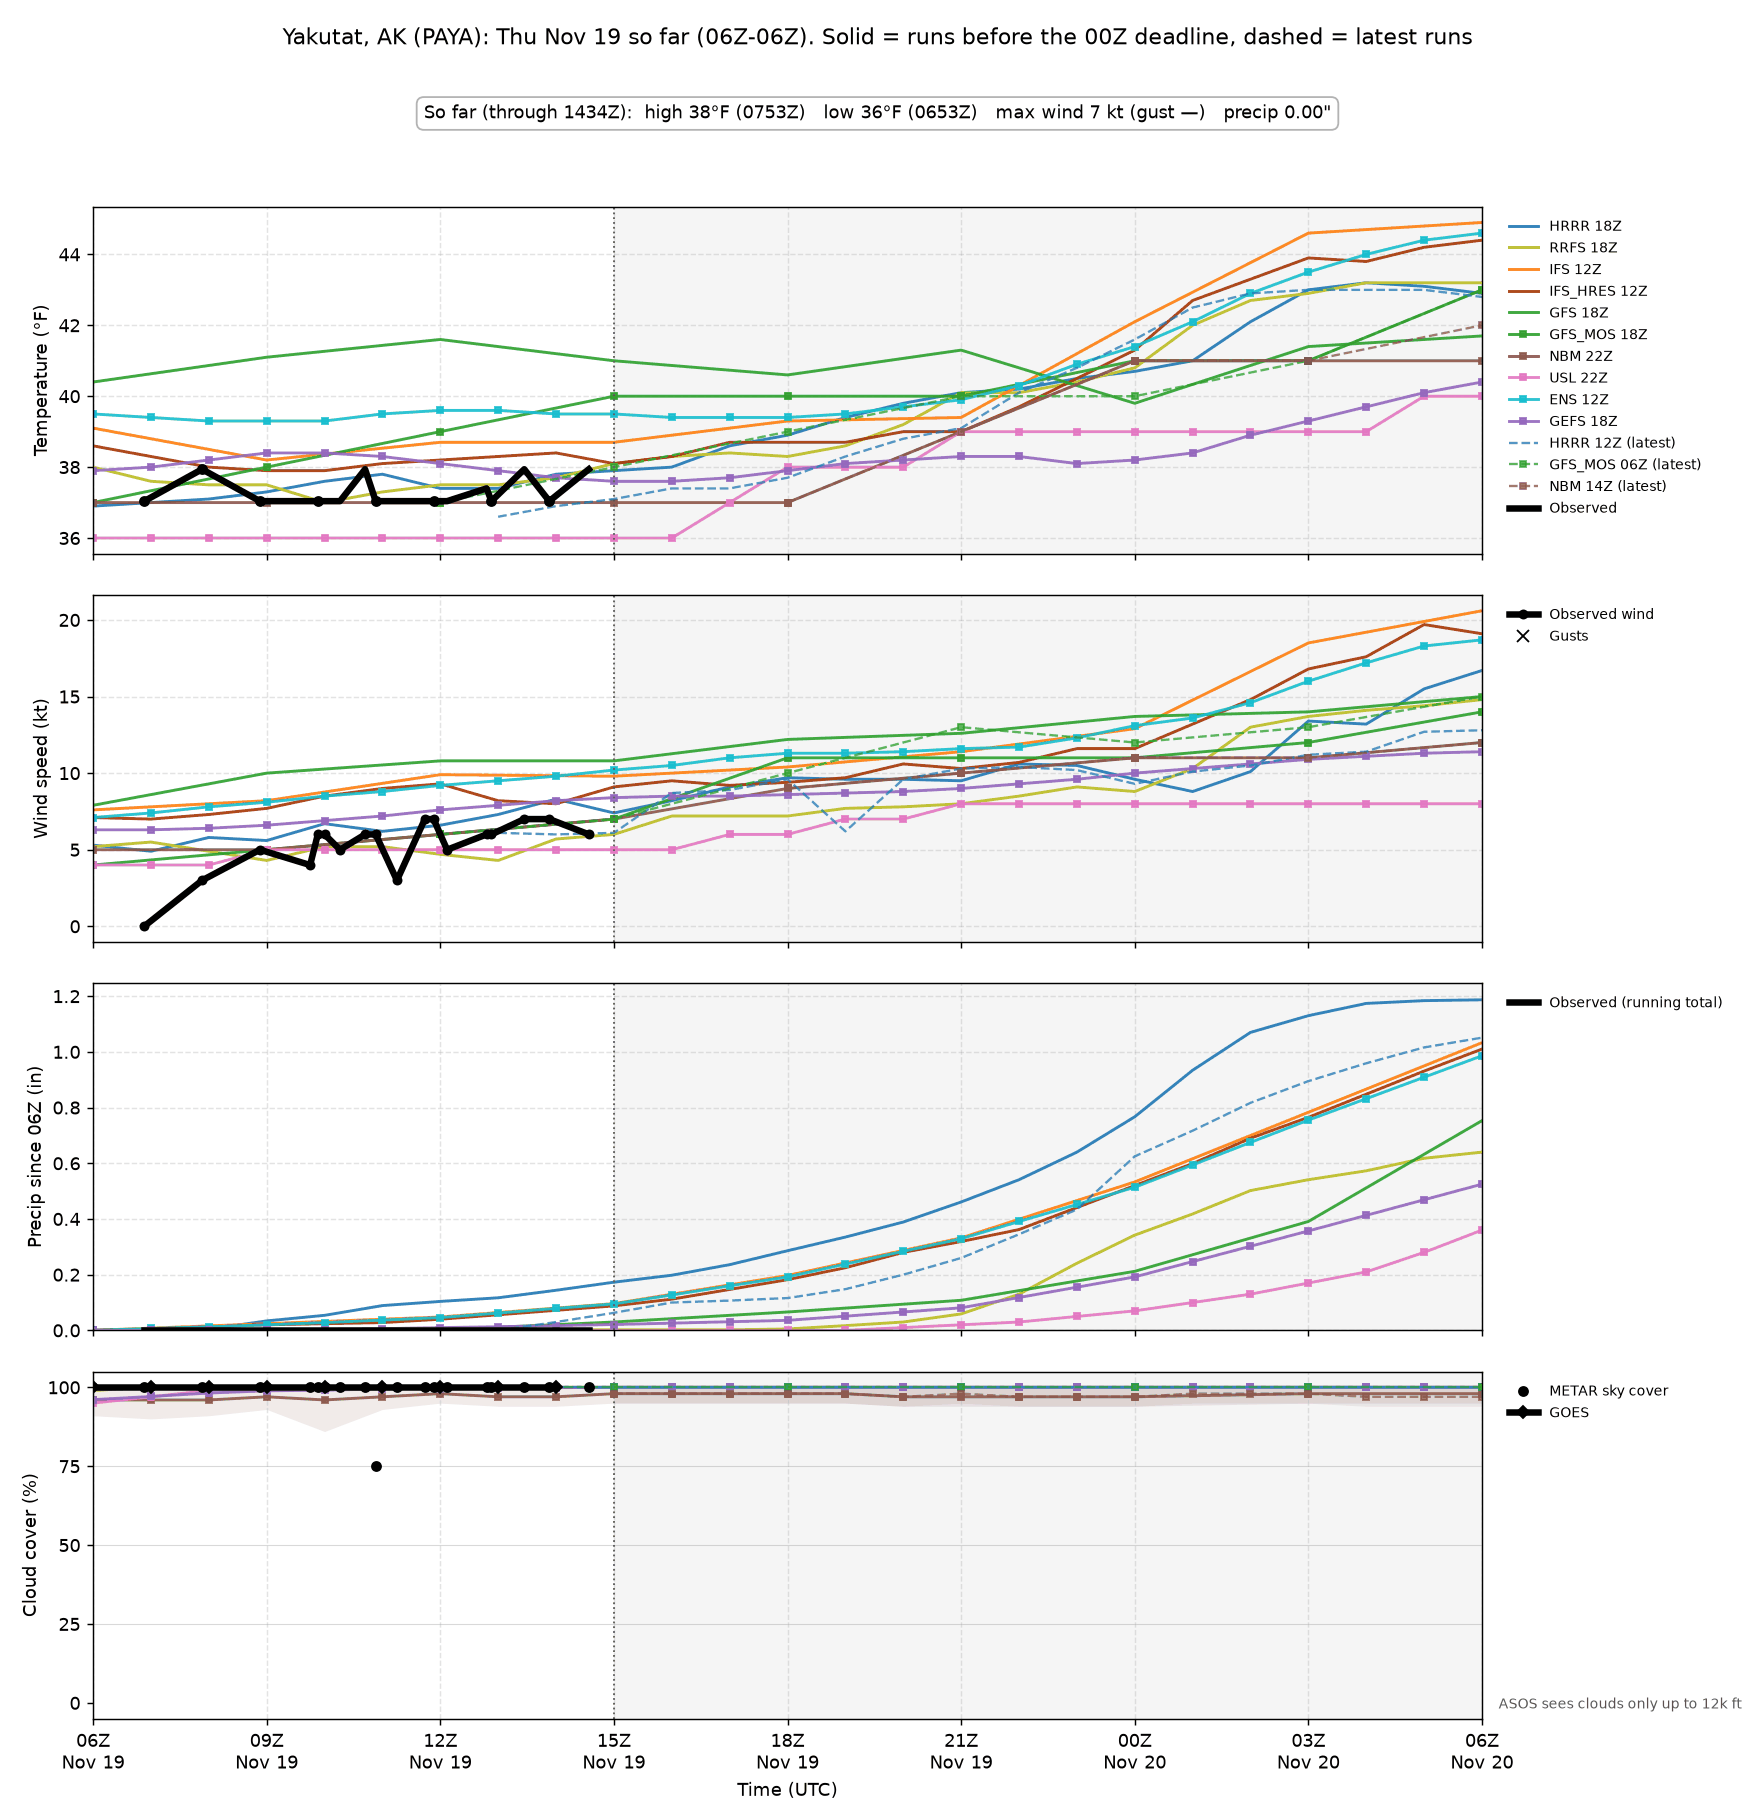 Yakutat, AK (PAYA): Thu Nov 19 so far (06Z-06Z). Solid = runs before the 00Z deadline, dashed = latest runs
So far (through 1434Z):  high 38°F (0753Z)   low 36°F (0653Z)   max wind 7 kt (gust —)   precip 0.00"
Temperature (°F)
44
42
40
38
36
HRRR 18Z
RRFS 18Z
IFS 12Z
IFS_HRES 12Z
GFS 18Z
GFS_MOS 18Z
NBM 22Z
USL 22Z
ENS 12Z
GEFS 18Z
HRRR 12Z (latest)
GFS_MOS 06Z (latest)
NBM 14Z (latest)
Observed
Wind speed (kt)
20
15
10
5
0
Observed wind
Gusts
Precip since 06Z (in)
1.2
1.0
0.8
0.6
0.4
0.2
0.0
Observed (running total)
Cloud cover (%)
100
75
50
25
0
METAR sky cover
GOES
ASOS sees clouds only up to 12k ft
06Z 09Z 12Z 15Z 18Z 21Z 00Z 03Z 06Z
Nov 19 Nov 19 Nov 19 Nov 19 Nov 19 Nov 19 Nov 20 Nov 20 Nov 20
Time (UTC)